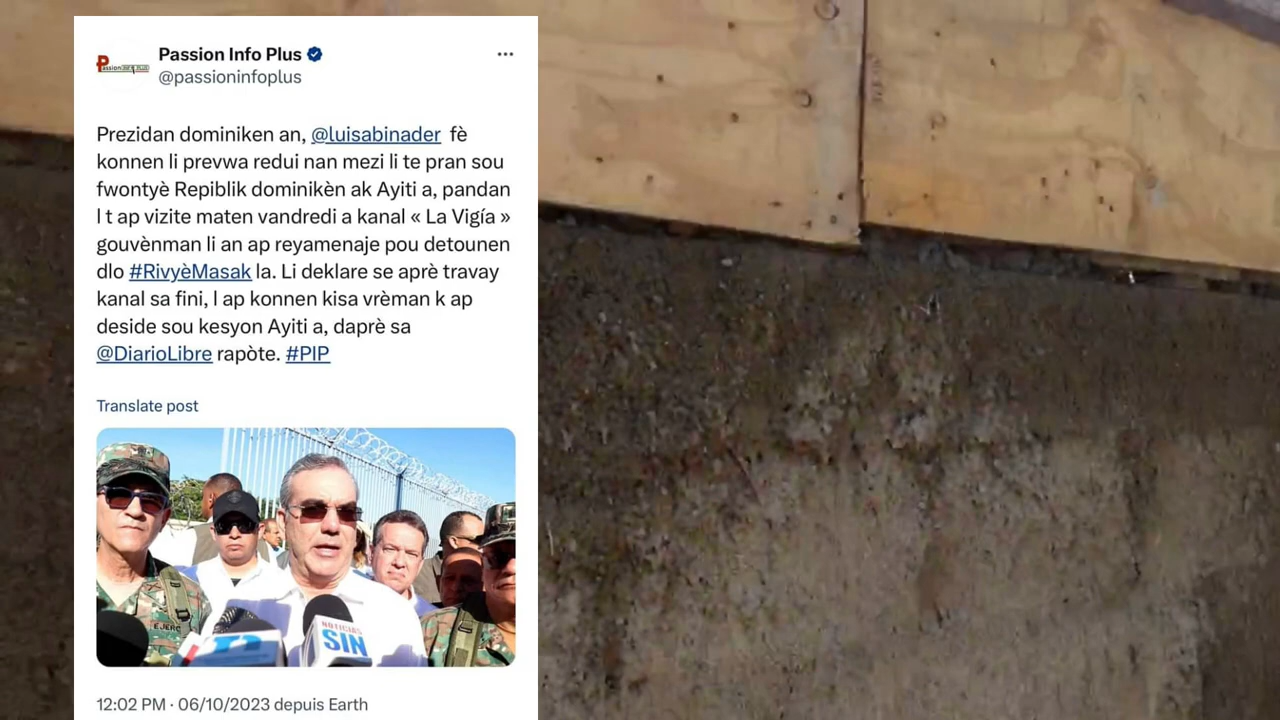 Passion Info Plus
@passioninfoplus
Prezidan dominiken an, @luisabinader fè
konnen li prevwa redui nan mezi li te pran sou
fwontyè Repiblik dominikèn ak Ayiti a, pandan
l t ap vizite maten vandredi a kanal « La Vigía »
gouvènman li an ap reyamenaje pou detounen
dlo #RivyèMasak la. Li deklare se aprè travay
kanal sa fini, l ap konnen kisa vrèman k ap
deside sou kesyon Ayiti a, daprè sa
@DiarioLibre rapòte. #PIP
Translate post
EJERC
NOTICIAS
SIN
12:02 PM · 06/10/2023 depuis Earth